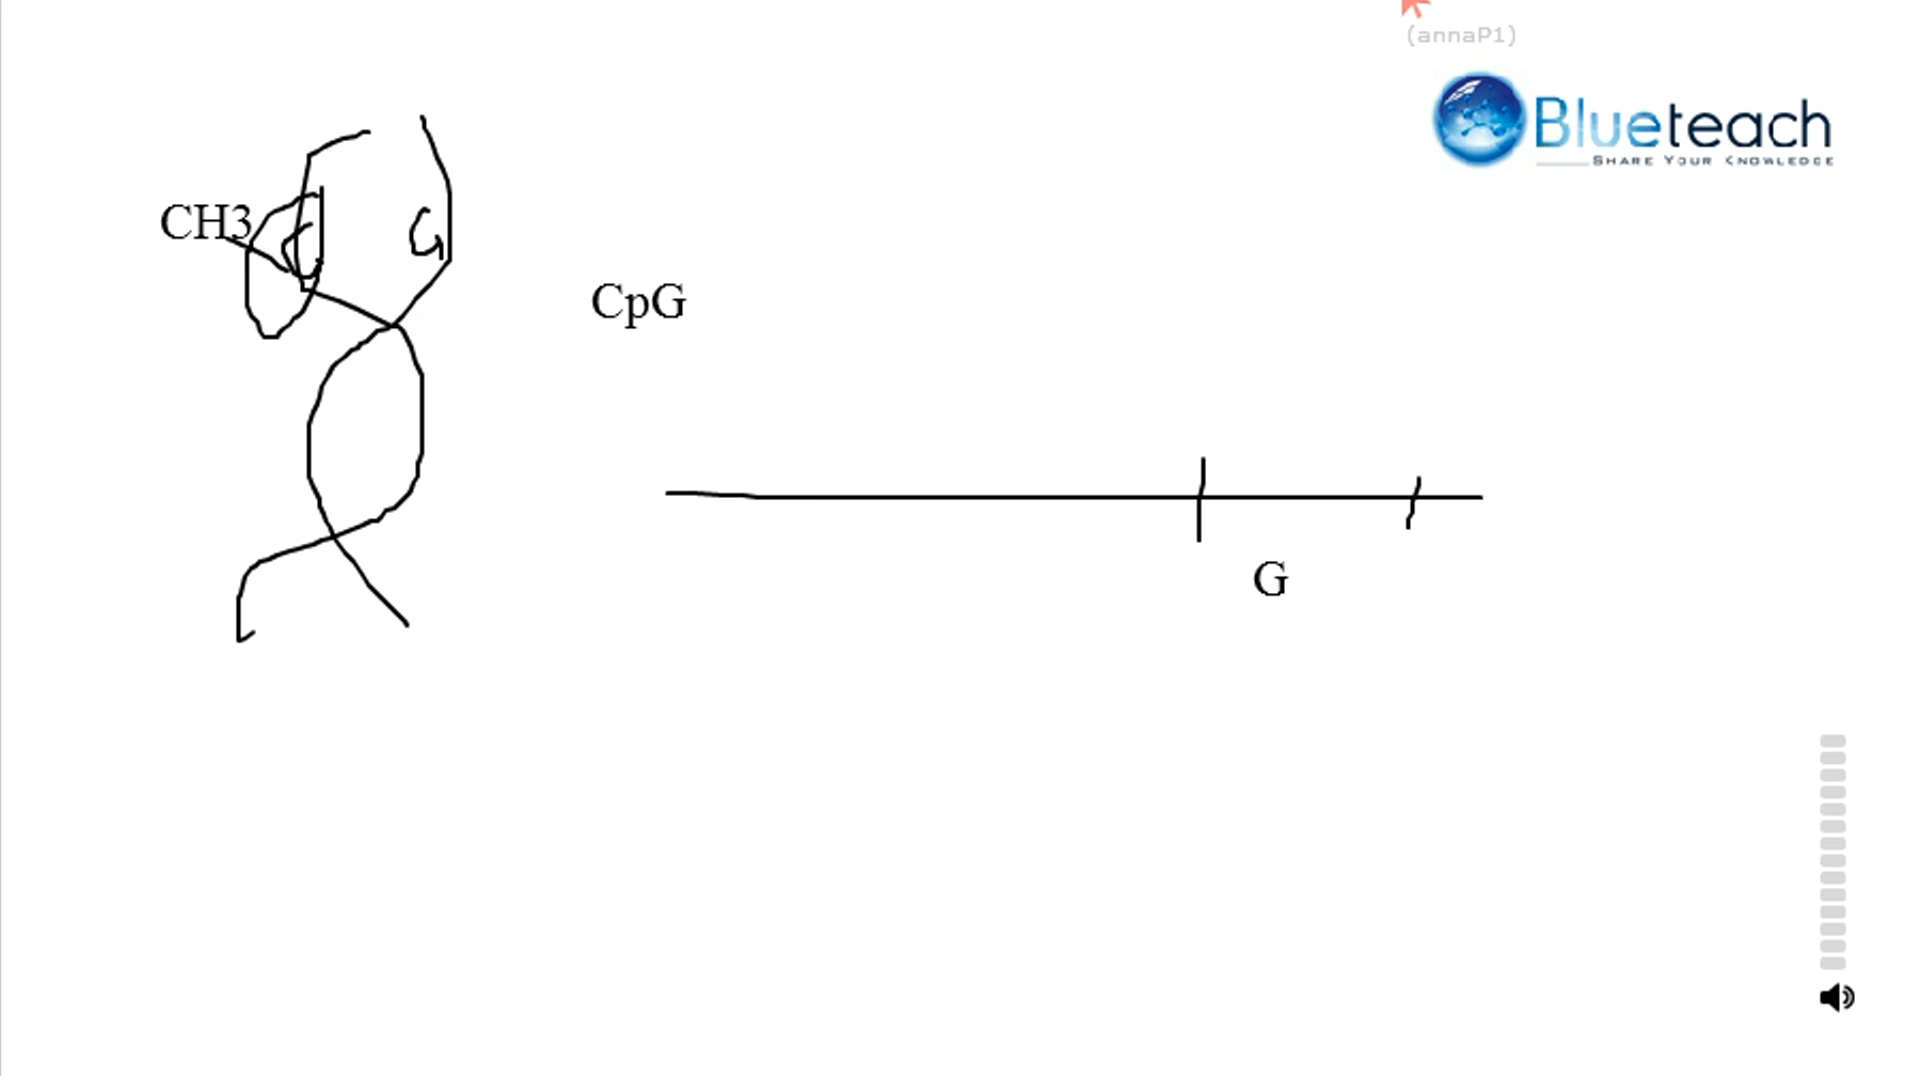 (annaP1)
Blueteach
SHARE YOUR KNOWLEDGE
CH3
C
G
CpG
G